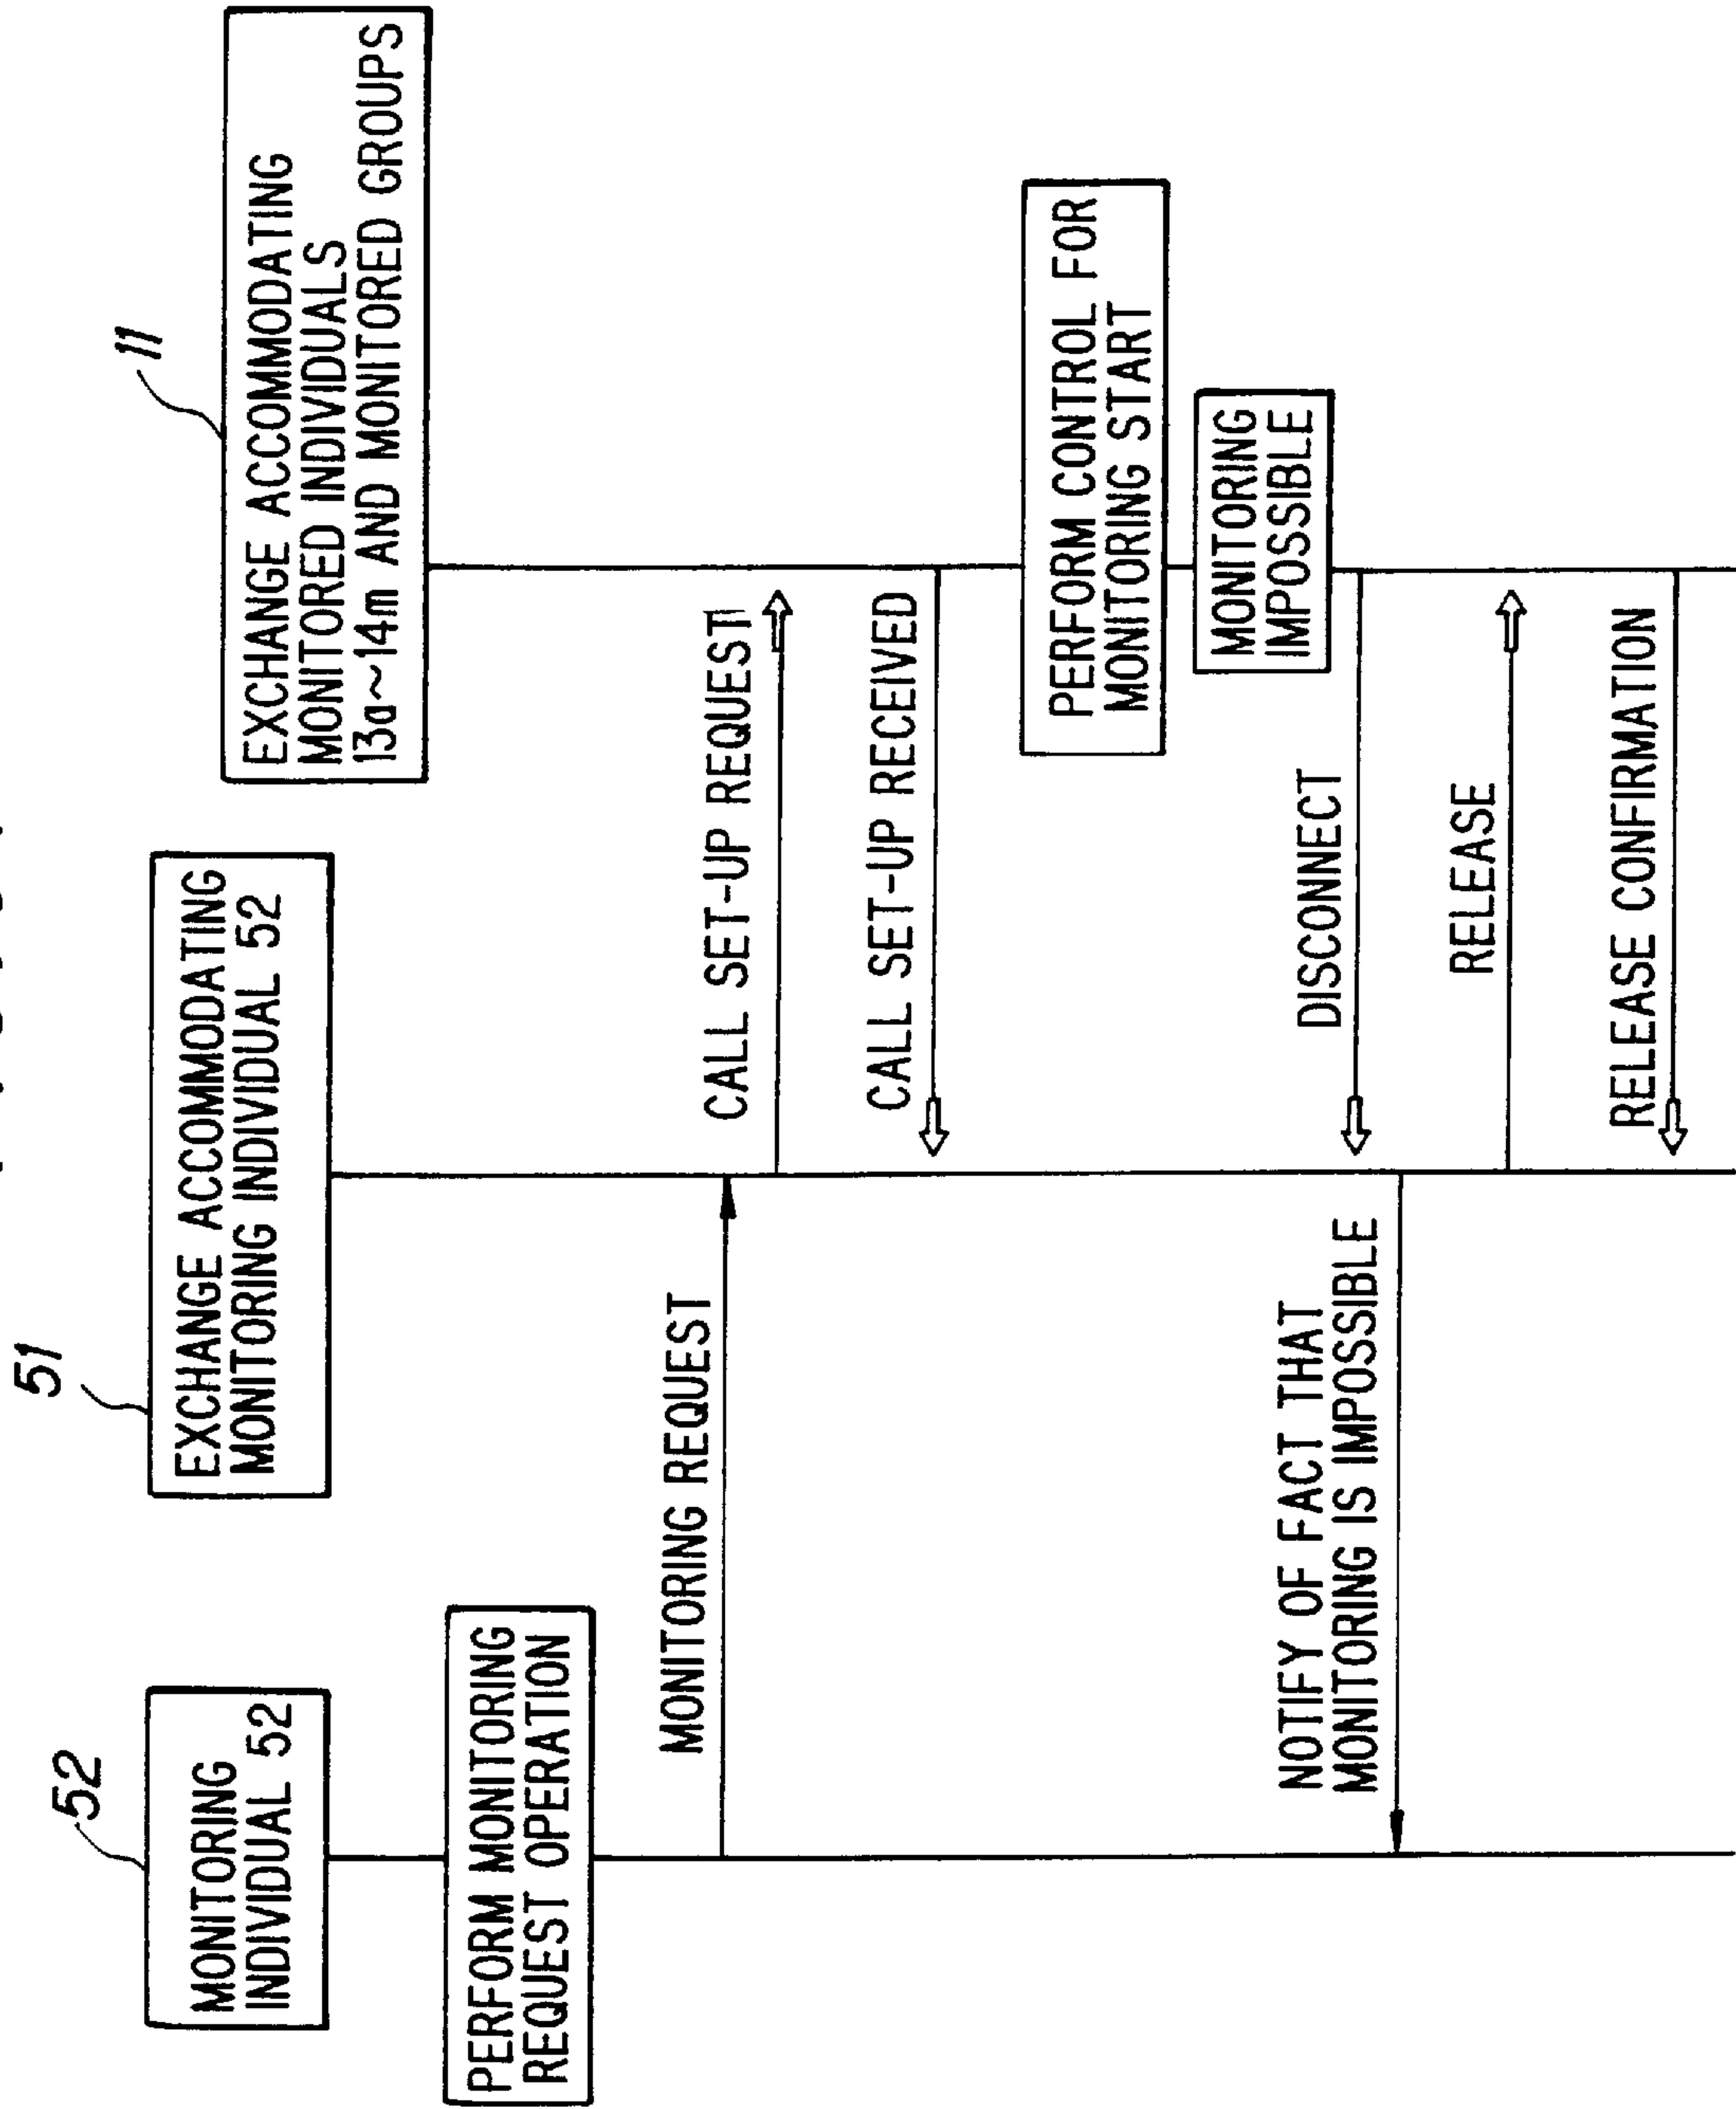 52
MONITORING
INDIVIDUAL 52
51
EXCHANGE ACCOMMODATING
MONITORING INDIVIDUAL 52
11
EXCHANGE ACCOMMODATING
MONITORED INDIVIDUALS
13a~14m AND MONITORED GROUPS
PERFORM MONITORING
REQUEST OPERATION
MONITORING REQUEST
CALL SET-UP REQUEST
CALL SET-UP RECEIVED
PERFORM CONTROL FOR
MONITORING START
MONITORING
IMPOSSIBLE
DISCONNECT
NOTIFY OF FACT THAT
MONITORING IS IMPOSSIBLE
RELEASE
RELEASE CONFIRMATION